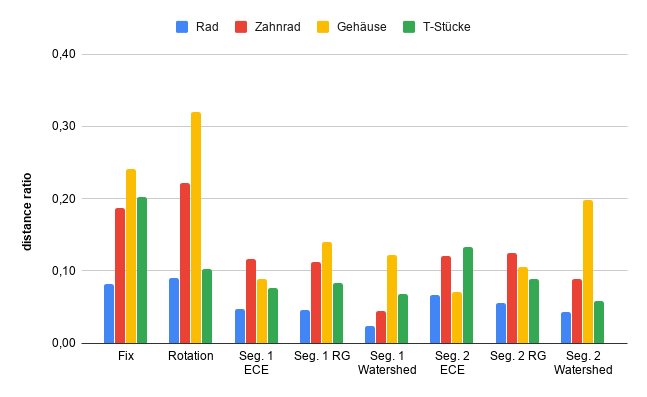 Rad Zahnrad Gehäuse T-Stücke
0,40
0,30
0,20
0,10
0,00
distance ratio
Fix Rotation Seg. 1 Seg. 1 RG Seg. 1 Seg. 2 Seg. 2 RG Seg. 2
ECE Watershed ECE Watershed